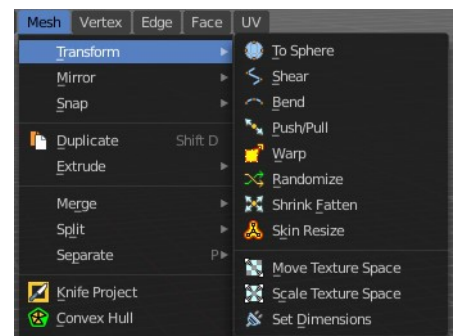 Mesh Vertex Edge Face UV
Transform
Mirror
Snap
Duplicate Shift D
Extrude
Merge
Split
Separate P
Knife Project
Convex Hull
To Sphere
Shear
Bend
Push/Pull
Warp
Randomize
Shrink Fatten
Skin Resize
Move Texture Space
Scale Texture Space
Set Dimensions